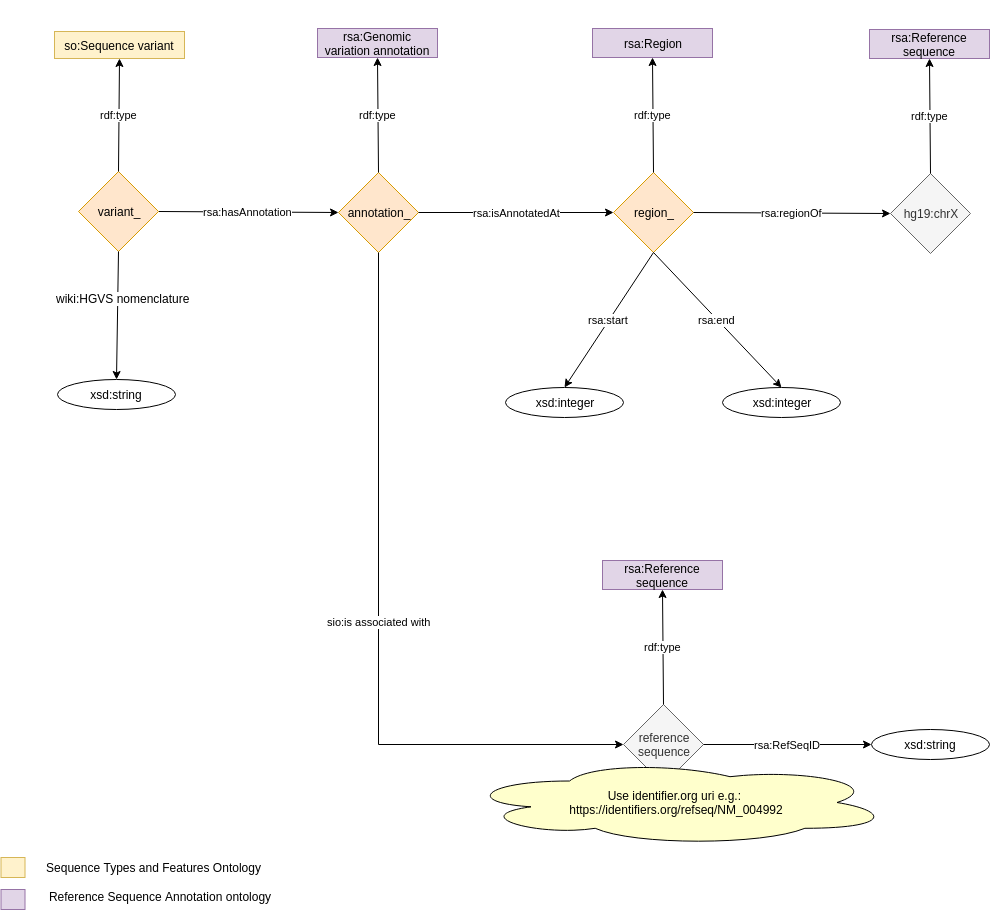 so:Sequence variant
rsa:Genomic
variation annotation
rsa:Region
rsa:Reference
sequence
rdf:type
rdf:type
rdf:type
rdf:type
variant_
rsa:hasAnnotation
annotation_
rsa:isAnnotatedAt
region_
rsa:regionOf
hg19:chrX
wiki:HGVS nomenclature
rsa:start
rsa:end
xsd:string
xsd:integer
xsd:integer
rsa:Reference
sequence
sio:is associated with
rdf:type
reference
sequence
rsa:RefSeqID
xsd:string
Use identifier.org uri e.g.:
https://identifiers.org/refseq/NM_004992
Sequence Types and Features Ontology
Reference Sequence Annotation ontology